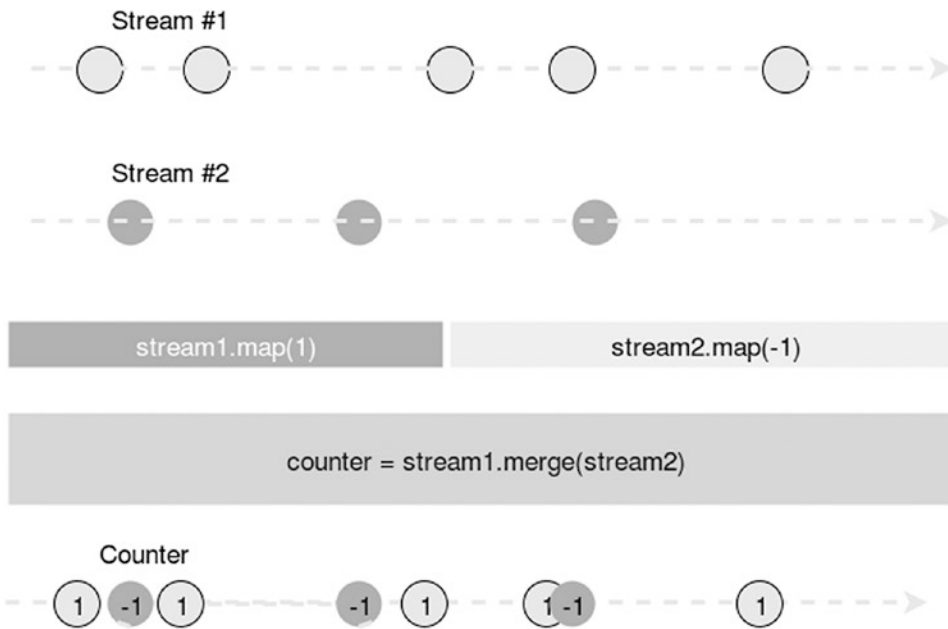 Stream #1
Stream #2
stream1.map(1) stream2.map(-1)
counter = stream1.merge(stream2)
Counter
1 -1 1 -1 1 1 -1 1